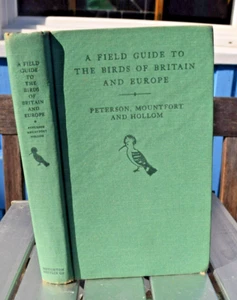 A FIELD
GUIDE
TO
THE
BIRDS
OF
BRITAIN
AND
EUROPE
A FIELD GUIDE TO
THE BIRDS OF BRITAIN
AND EUROPE
PETERSON, MOUNTFORT
AND HOLLOM